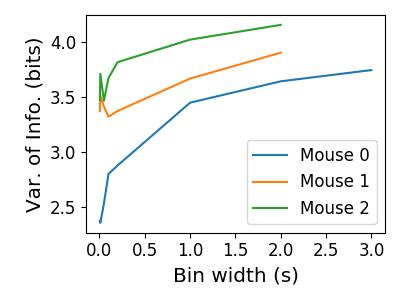 Var. of Info. (bits)
4.0
3.5
3.0
2.5
Mouse 0
Mouse 1
Mouse 2
0.0 0.5 1.0 1.5 2.0 2.5 3.0
Bin width (s)